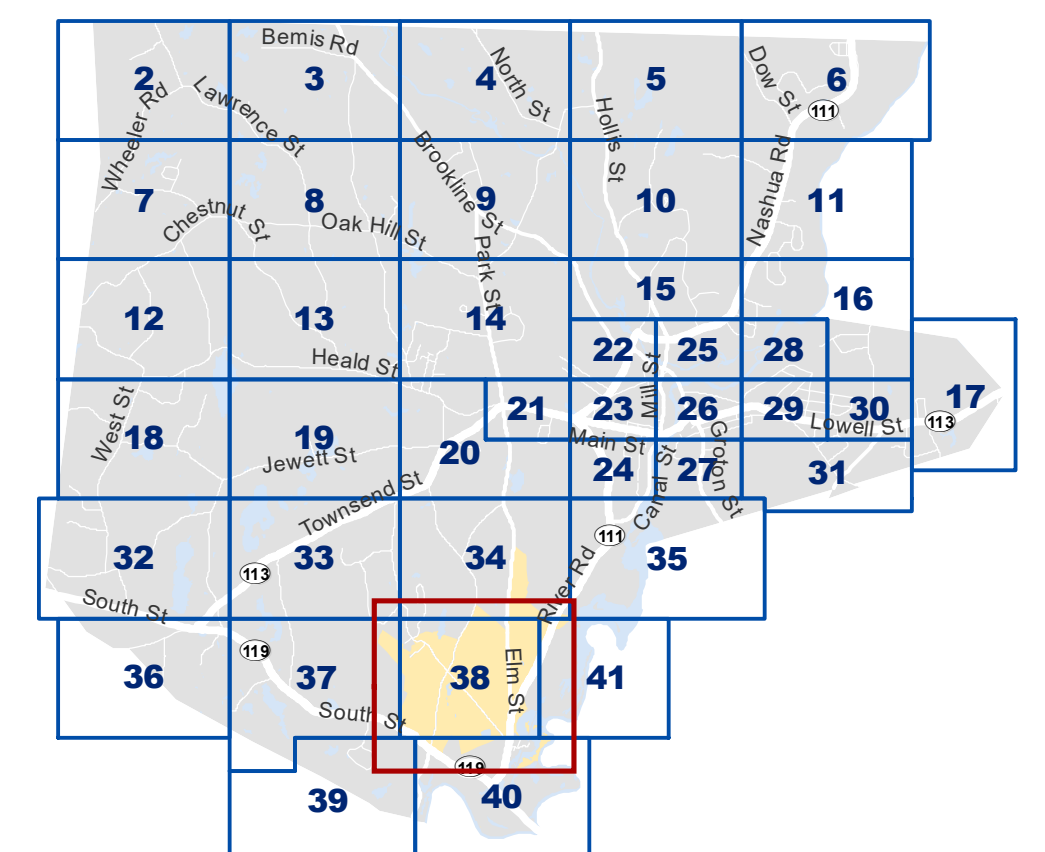 Bemis Rd
2
3
4
North St
5
Dow St
6
111
Lawrence St
Wheeler Rd
Hollis St
Brookline St
Nashua Rd
7
Chestnut St
8
Oak Hill St
9
10
11
Park St
12
13
14
15
16
Heald St
22
Mill St
25
28
17
West St
18
19
Jewett St
20
21
23
Main St
26
29
30
Lowell St
113
24
27
Groton St
31
Townsend St
Canal St
32
33
113
34
111
35
River Rd
South St
119
36
37
38
Elm St
41
South St
119
39
40